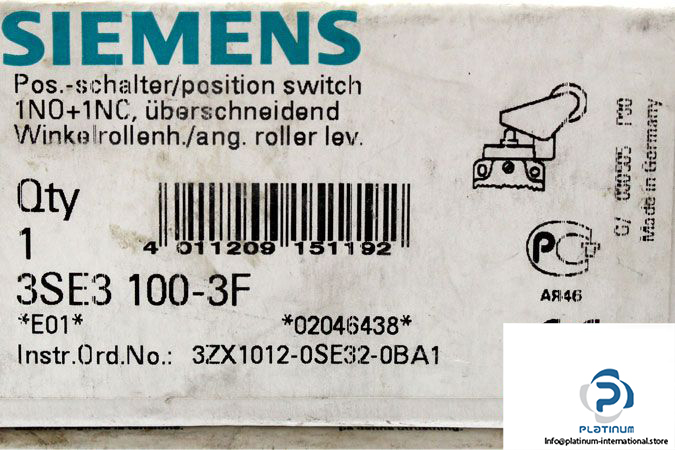 SIEMENS
Pos.-schalter/position switch
1NO+1NC, überschneidend
Winkelrollenh./ang. roller lev.
Qty
1
4 011209 151192
3SE3 100-3F
*E01* *02046438*
Instr.Ord.No.: 3ZX1012-0SE32-0BA1
Made in Germany
АЯ46
PLATINUM
Info@platinum-international.store